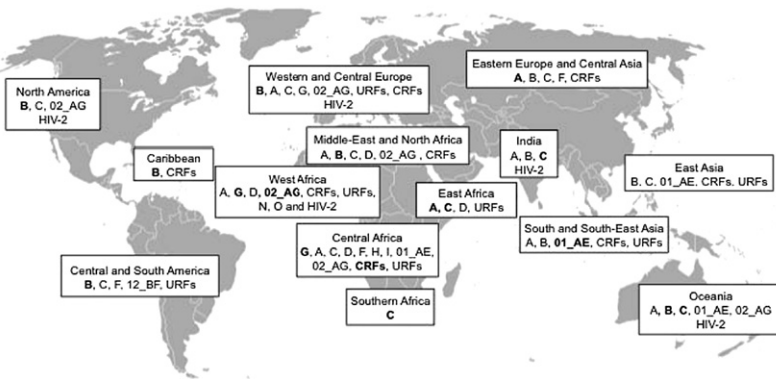 North America
B, C, 02_AG
HIV-2
Western and Central Europe
B, A, C, G, 02_AG, URFs, CRFs
HIV-2
Eastern Europe and Central Asia
A, B, C, F, CRFs
Middle-East and North Africa
A, B, C, D, 02_AG , CRFs
India
A, B, C
HIV-2
Caribbean
B, CRFs
West Africa
A, G, D, 02_AG, CRFs, URFs,
N, O and HIV-2
East Africa
A, C, D, URFs
East Asia
B, C, 01_AE, CRFs. URFs
South and South-East Asia
A, B, 01_AE, CRFs, URFs
Central Africa
G, A, C, D, F, H, I, 01_AE,
02_AG, CRFs, URFs
Central and South America
B, C, F, 12_BF, URFs
Southern Africa
C
Oceania
A, B, C, 01_AE, 02_AG
HIV-2